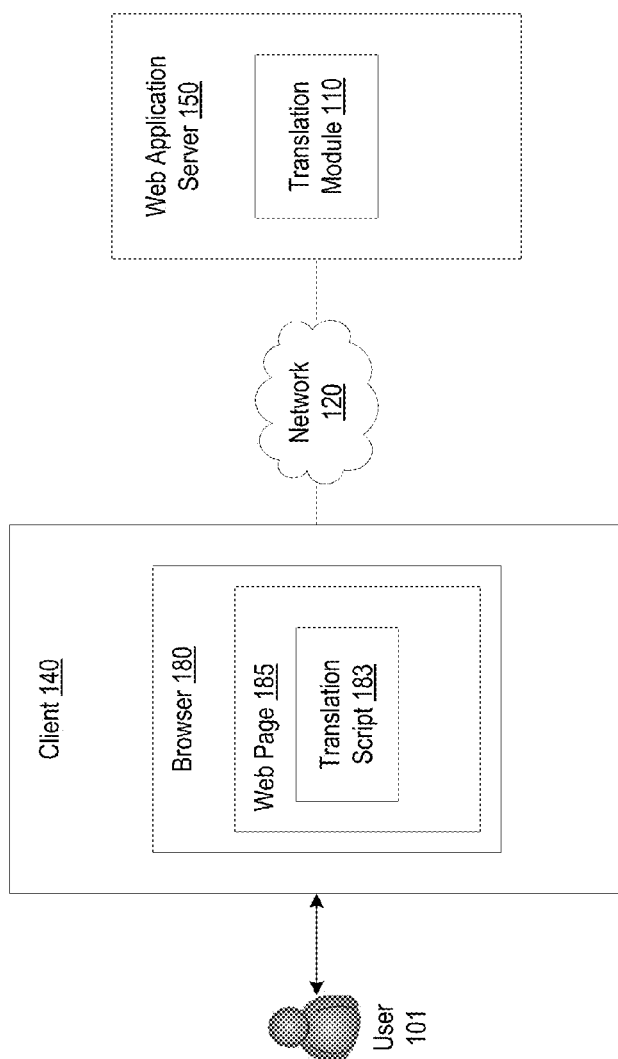 Client 140
Browser 180
Web Page 185
Translation
Script 183
User
101
Network
120
Web Application
Server 150
Translation
Module 110